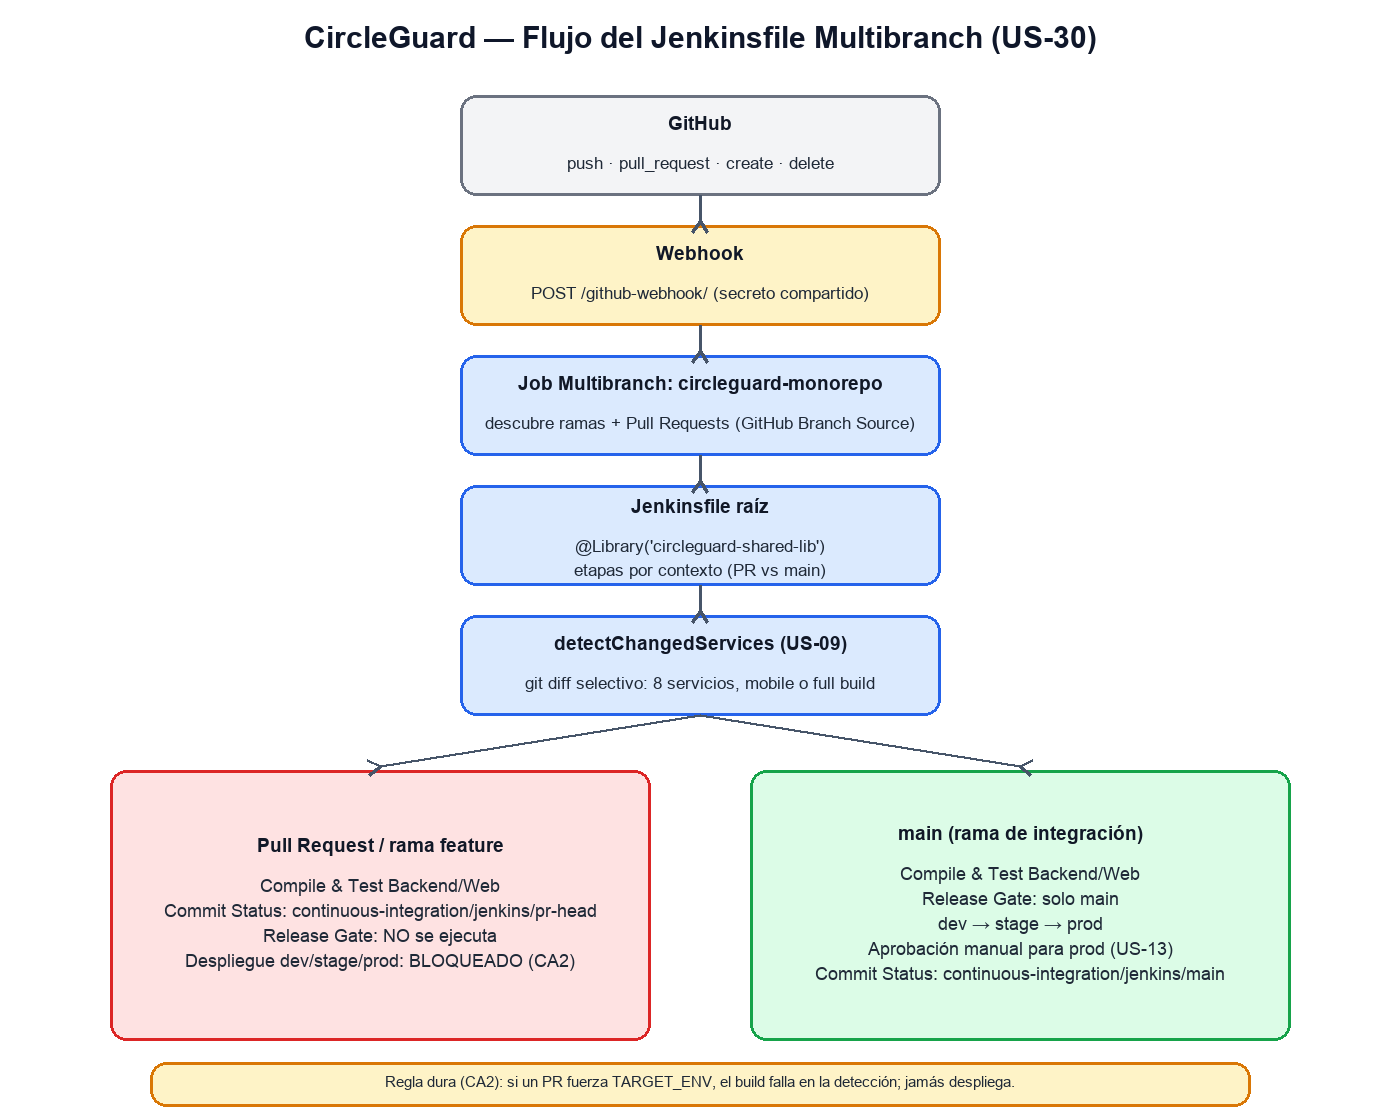 CircleGuard — Flujo del Jenkinsfile Multibranch (US-30)
GitHub
push · pull_request · create · delete
Webhook
POST /github-webhook/ (secreto compartido)
Job Multibranch: circleguard-monorepo
descubre ramas + Pull Requests (GitHub Branch Source)
Jenkinsfile raíz
@Library('circleguard-shared-lib')
etapas por contexto (PR vs main)
detectChangedServices (US-09)
git diff selectivo: 8 servicios, mobile o full build
Pull Request / rama feature
Compile & Test Backend/Web
Commit Status: continuous-integration/jenkins/pr-head
Release Gate: NO se ejecuta
Despliegue dev/stage/prod: BLOQUEADO (CA2)
main (rama de integración)
Compile & Test Backend/Web
Release Gate: solo main
dev → stage → prod
Aprobación manual para prod (US-13)
Commit Status: continuous-integration/jenkins/main
Regla dura (CA2): si un PR fuerza TARGET_ENV, el build falla en la detección; jamás despliega.